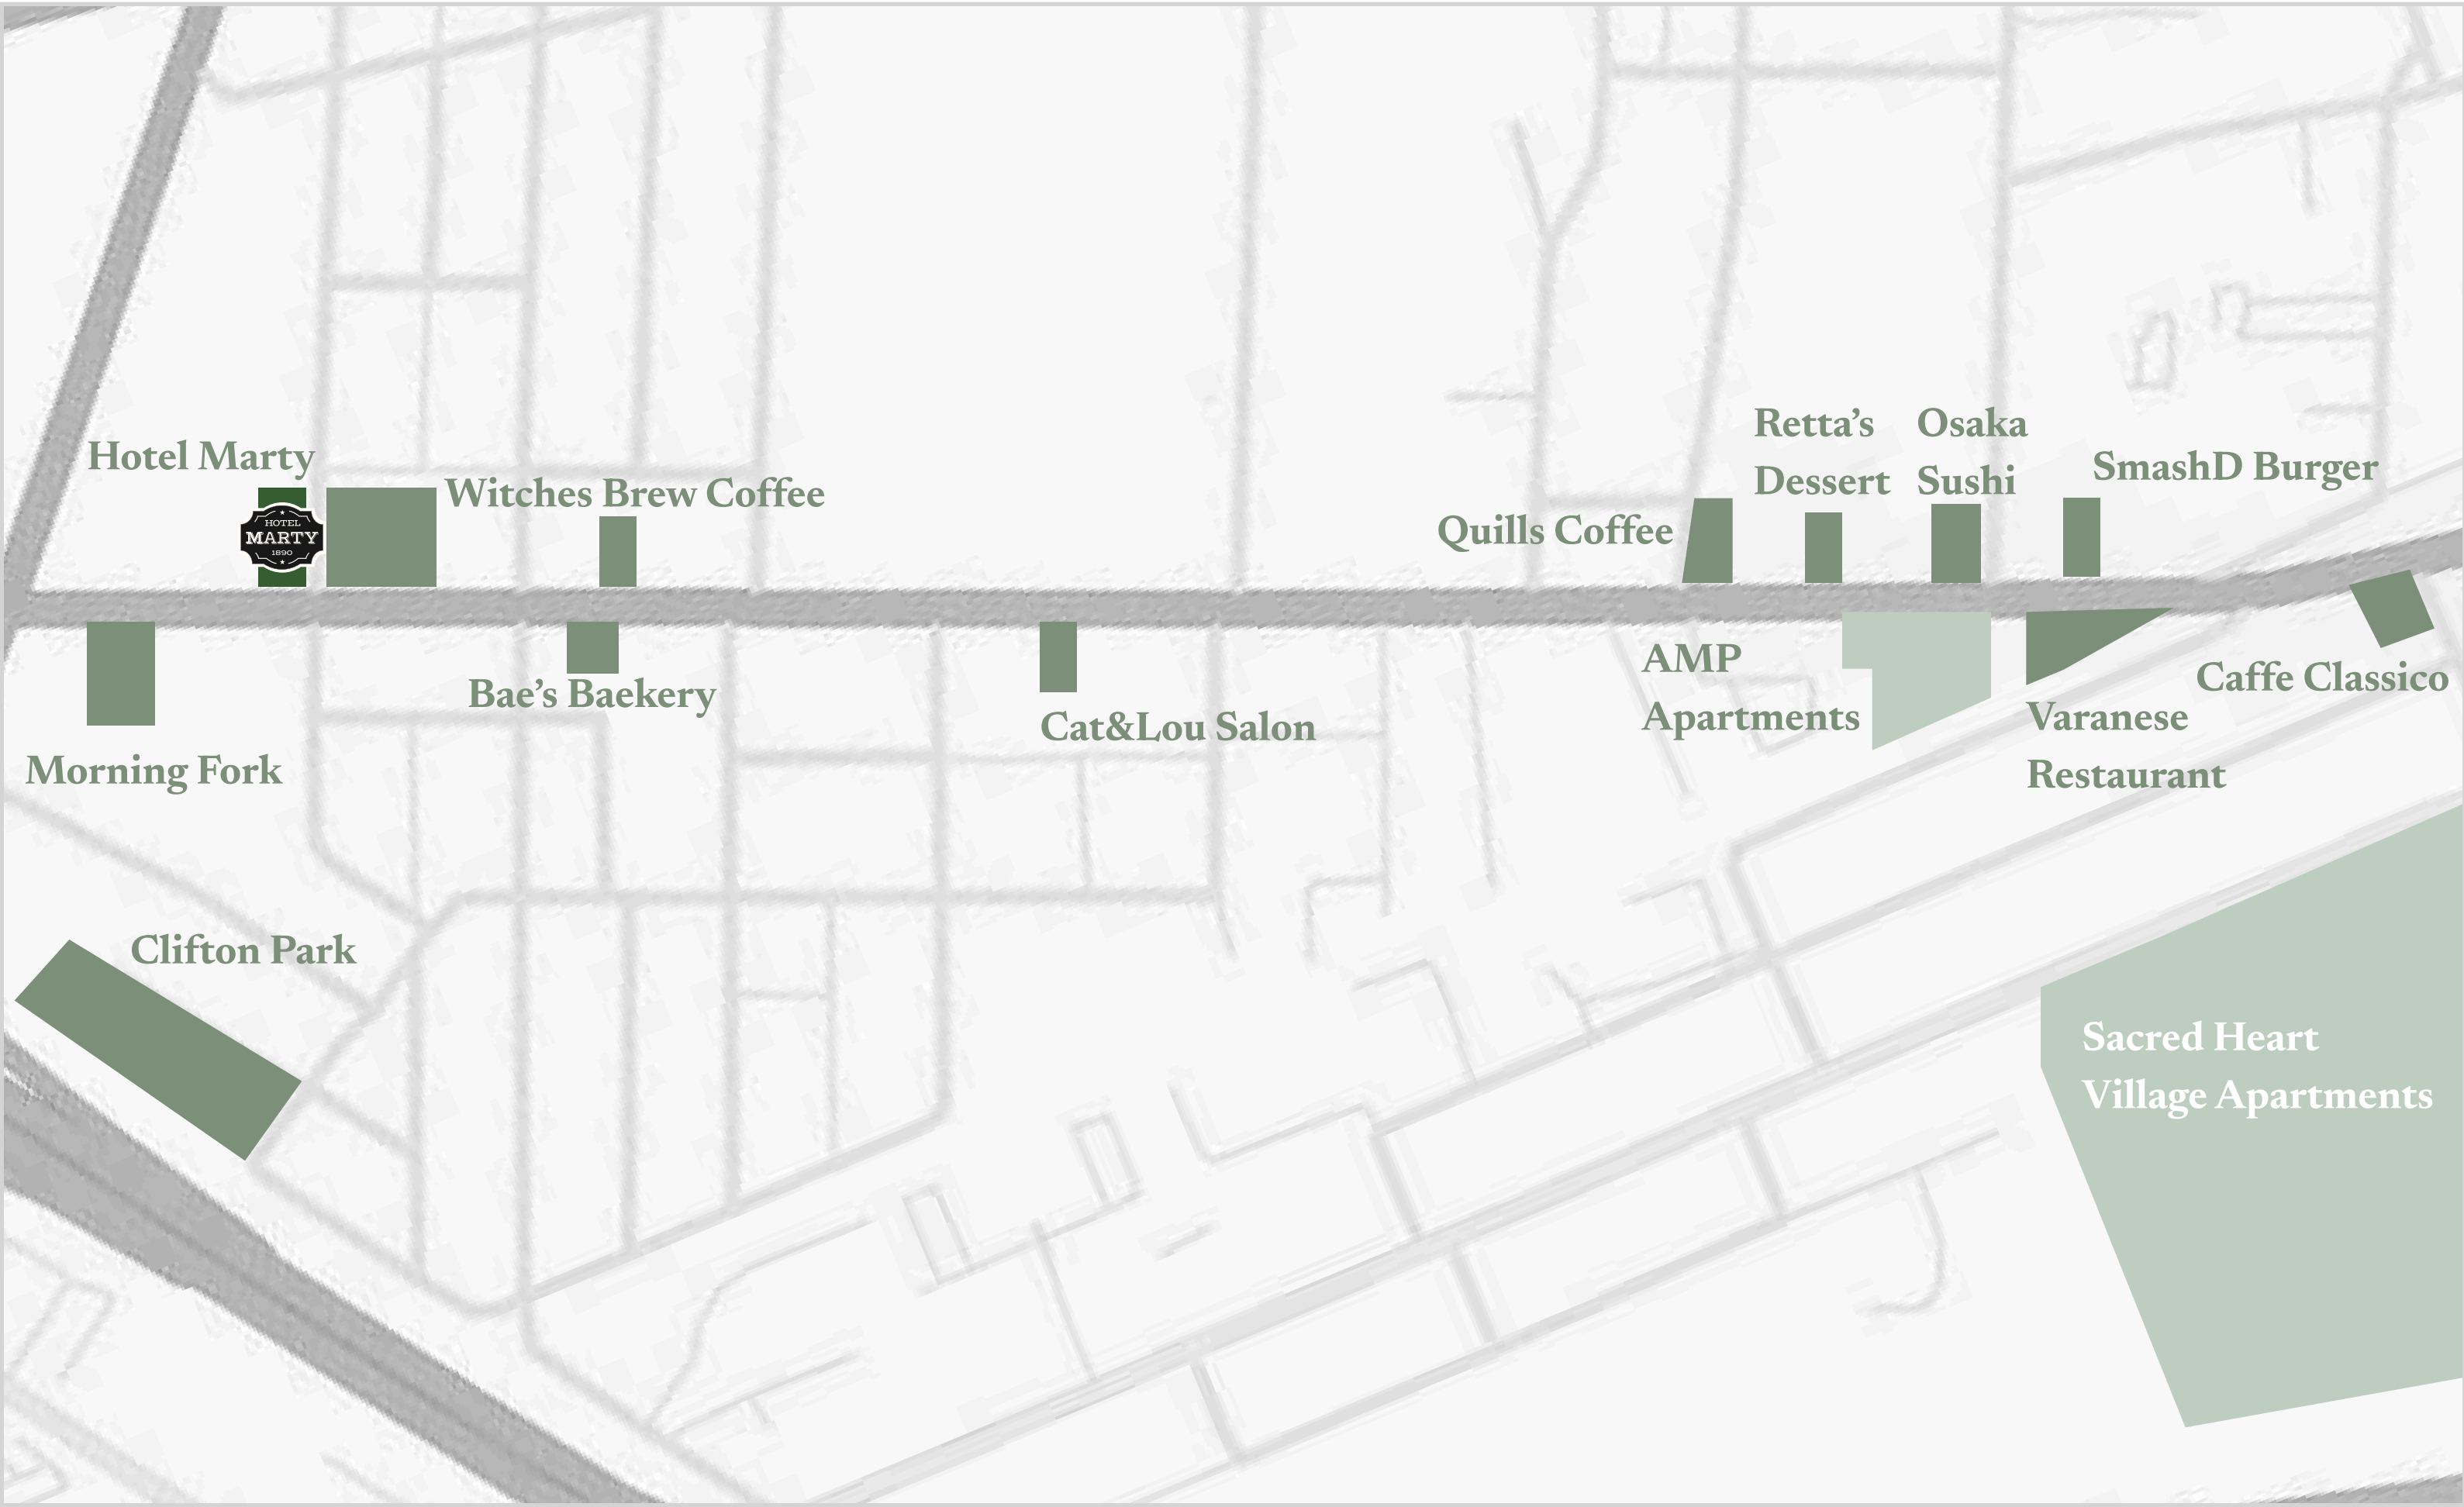 Hotel Marty
HOTEL
MARTY
1890
Witches Brew Coffee
Morning Fork
Bae’s Baekery
Cat&Lou Salon
Clifton Park
Quills Coffee
Retta’s
Dessert
Osaka
Sushi
SmashD Burger
AMP
Apartments
Varanese
Restaurant
Caffe Classico
Sacred Heart
Village Apartments